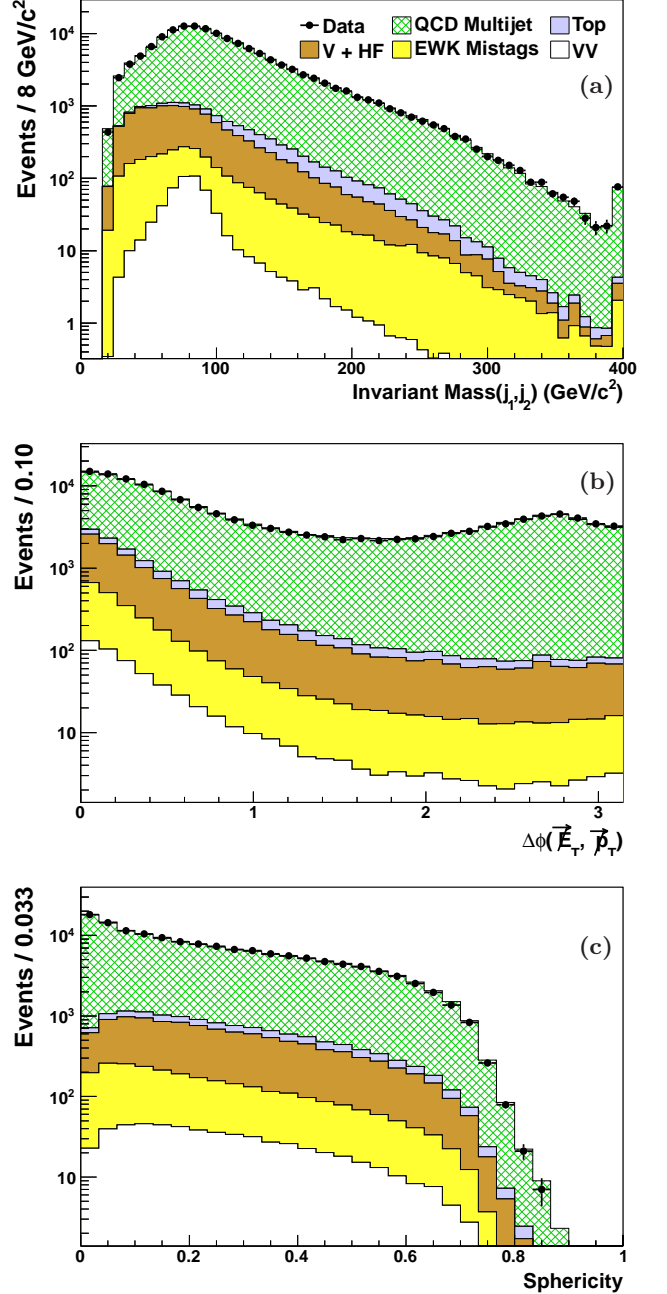 Events / 8 GeV/c²
Data
QCD Multijet
Top
V + HF
EWK Mistags
VV
(a)
10⁴
10³
10²
10
1
0 100 200 300 400
Invariant Mass(j₁,j₂) (GeV/c²)
Events / 0.10
(b)
10⁴
10³
10²
10
0 1 2 3
Δϕ(E̸⃗_T, p̸⃗_T)
Events / 0.033
(c)
10⁴
10³
10²
10
0 0.2 0.4 0.6 0.8 1
Sphericity